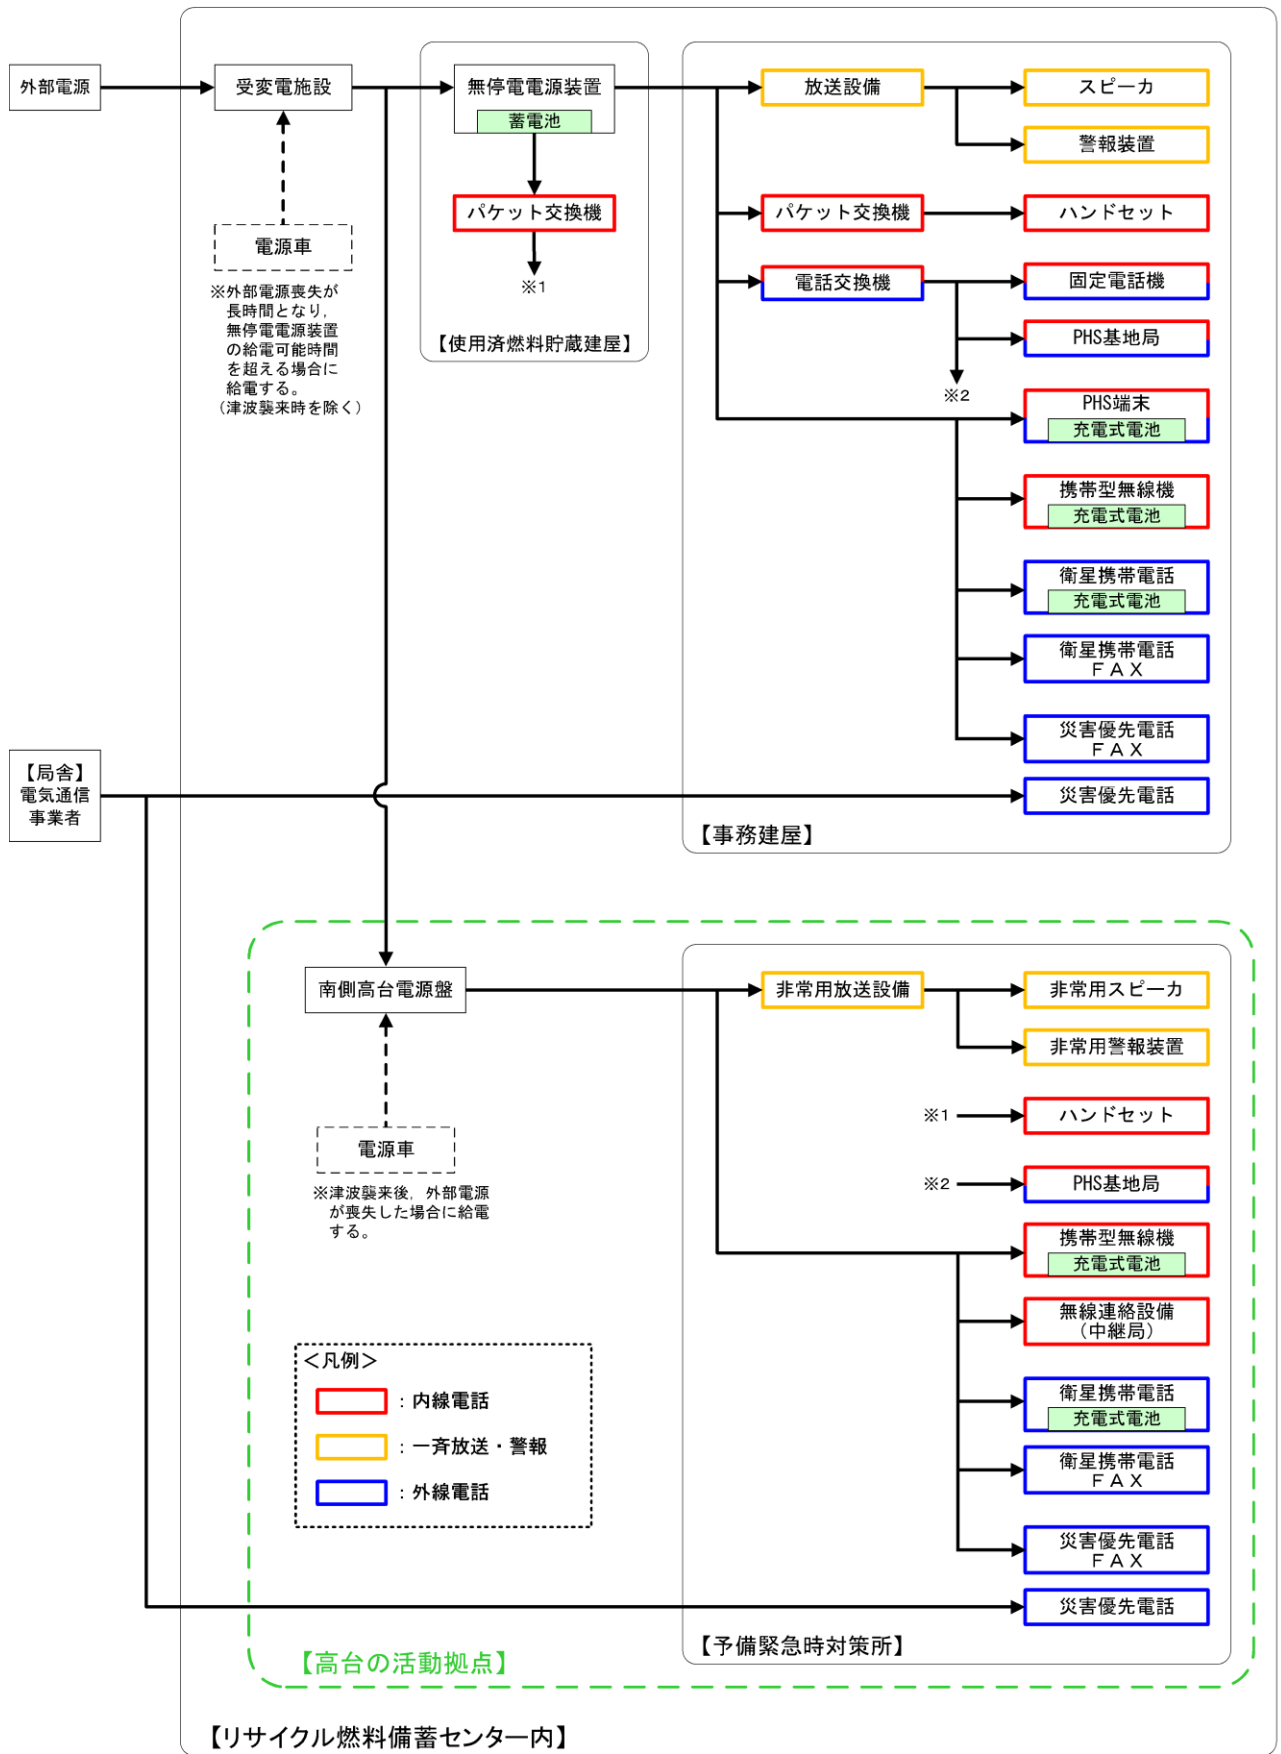 外部電源
受変電施設
無停電電源装置
蓄電池
放送設備
スピーカ
警報装置
パケット交換機
パケット交換機
ハンドセット
電源車
電話交換機
固定電話機
※1
※外部電源喪失が
長時間となり，
無停電電源装置
の給電可能時間
を超える場合に
給電する。
（津波襲来時を除く）
【使用済燃料貯蔵建屋】
PHS基地局
※2
PHS端末
充電式電池
携帯型無線機
充電式電池
衛星携帯電話
充電式電池
衛星携帯電話
ＦＡＸ
災害優先電話
ＦＡＸ
【局舎】
電気通信
事業者
災害優先電話
【事務建屋】
南側高台電源盤
非常用放送設備
非常用スピーカ
非常用警報装置
電源車
※津波襲来後，外部電源
が喪失した場合に給電
する。
※1
ハンドセット
※2
PHS基地局
携帯型無線機
充電式電池
無線連絡設備
（中継局）
衛星携帯電話
充電式電池
衛星携帯電話
ＦＡＸ
災害優先電話
ＦＡＸ
災害優先電話
＜凡例＞
：内線電話
：一斉放送・警報
：外線電話
【予備緊急時対策所】
【高台の活動拠点】
【リサイクル燃料備蓄センター内】